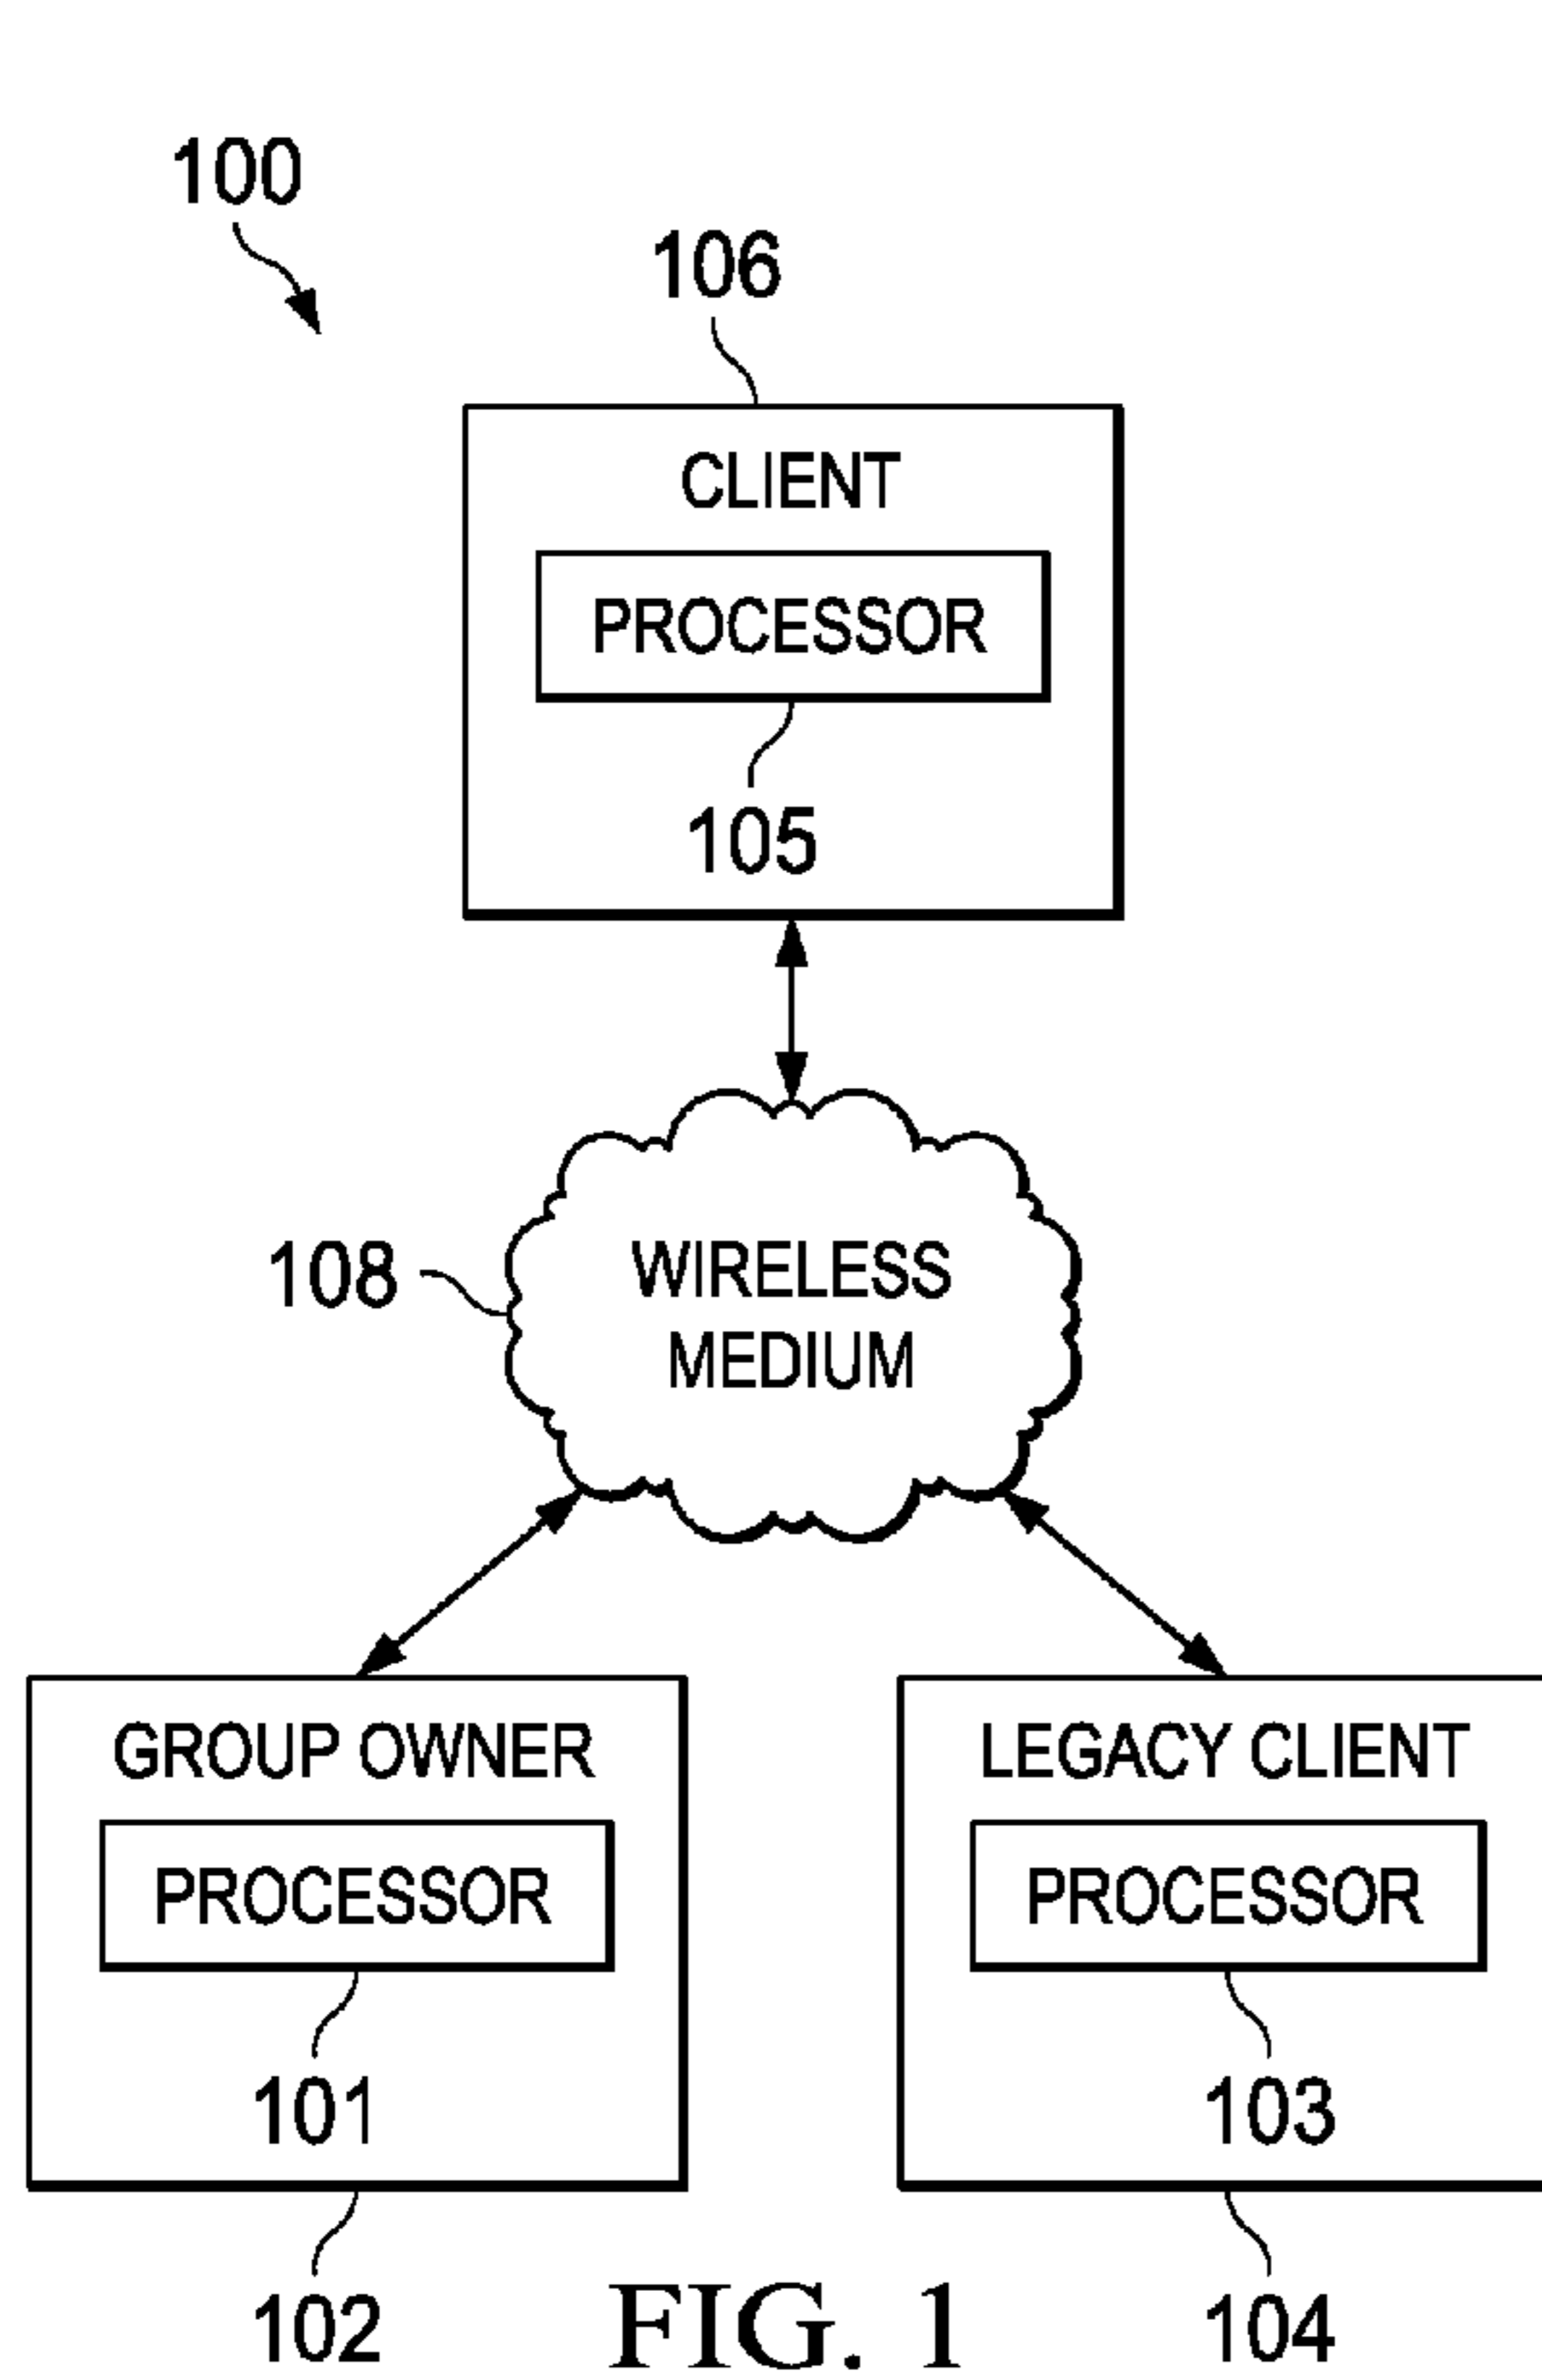 100
106
CLIENT
PROCESSOR
105
108
WIRELESS
MEDIUM
GROUP OWNER
PROCESSOR
101
102
LEGACY CLIENT
PROCESSOR
103
104
FIG. 1